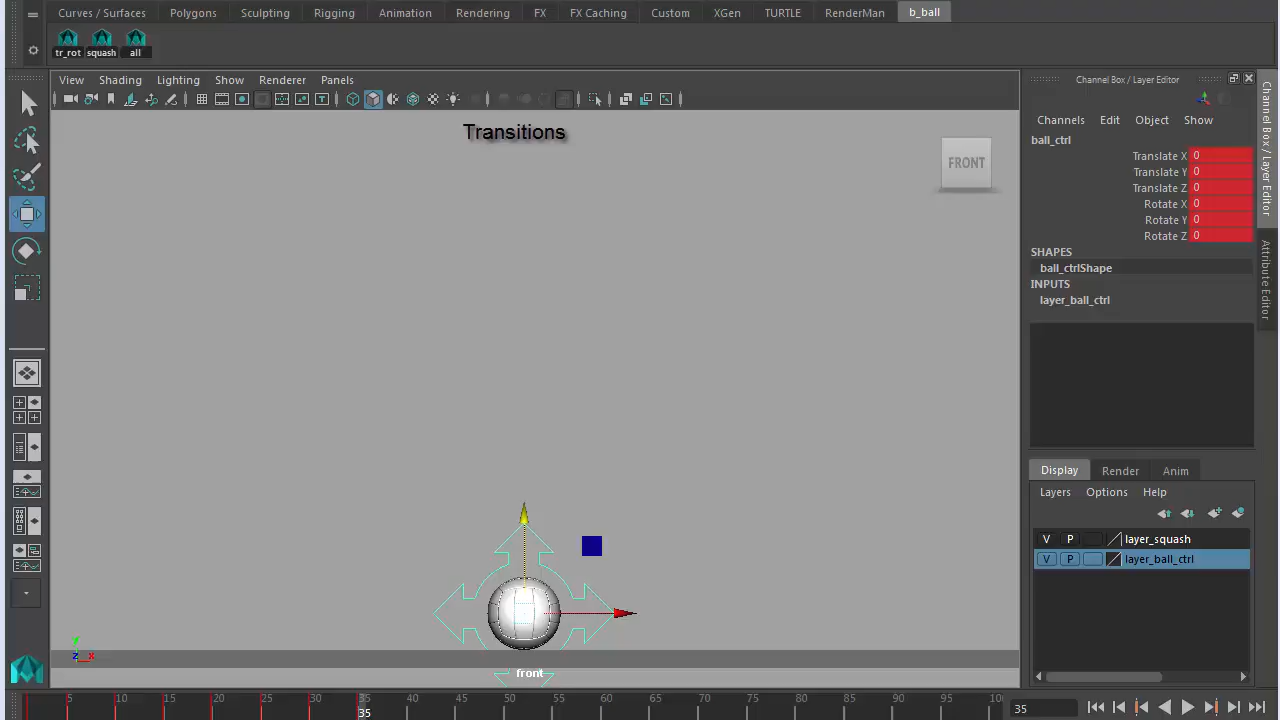 Curves / Surfaces Polygons Sculpting Rigging Animation Rendering FX FX Caching Custom XGen TURTLE RenderMan b_ball
tr_rot squash all
View Shading Lighting Show Renderer Panels
Channel Box / Layer Editor
Channels Edit Object Show
Transitions
FRONT
ball_ctrl
Translate X 0
Translate Y 0
Translate Z 0
Rotate X 0
Rotate Y 0
Rotate Z 0
SHAPES
ball_ctrlShape
INPUTS
layer_ball_ctrl
Channel Box / Layer Editor
Attribute Editor
Display Render Anim
Layers Options Help
V P layer_squash
V P layer_ball_ctrl
y
z x
front
5 10 15 20 25 30 35 40 45 50 55 60 65 70 75 80 85 90 95 10
35
35